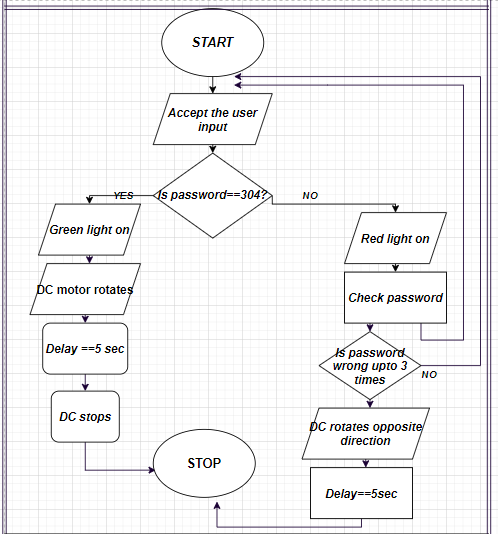 START
Accept the user
input
Is password==304?
YES
NO
Green light on
Red light on
DC motor rotates
Check password
Delay ==5 sec
Is password
wrong upto 3
times
NO
DC stops
DC rotates opposite
direction
STOP
Delay==5sec